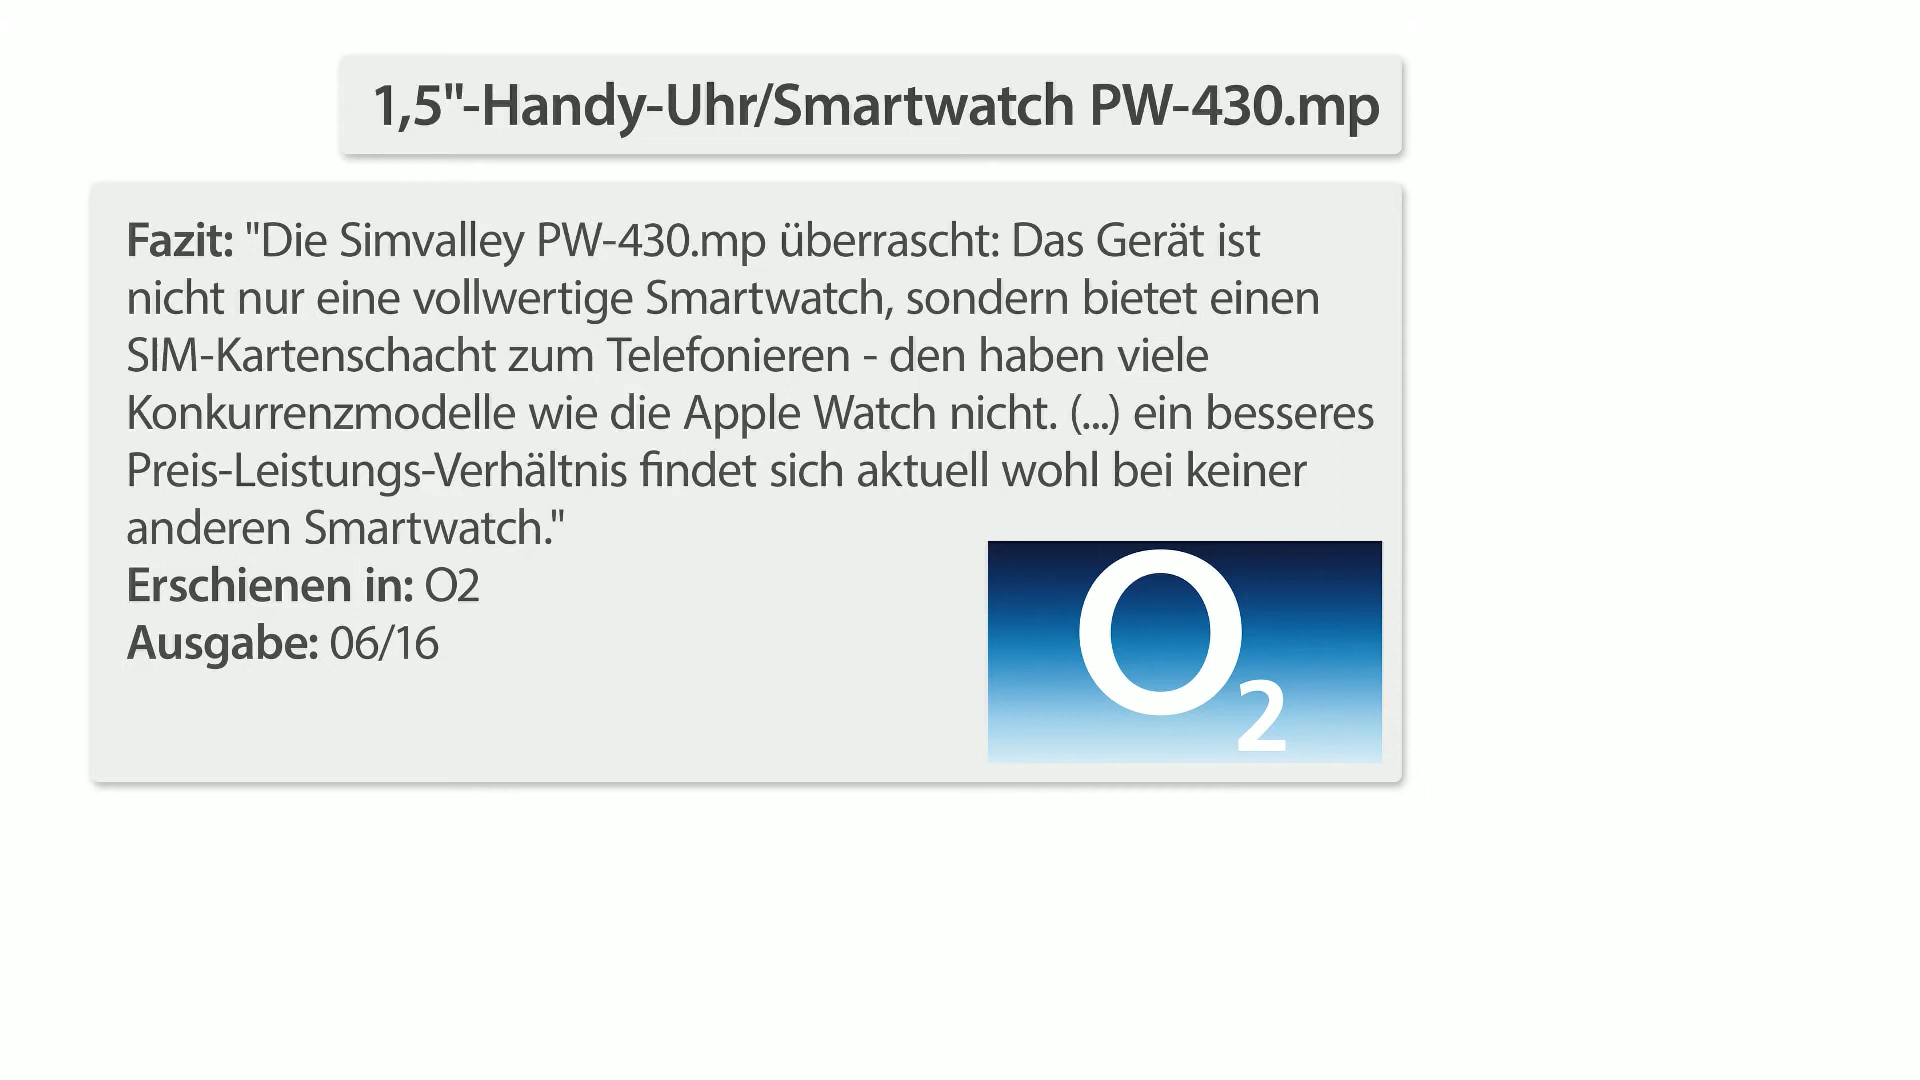 1,5"-Handy-Uhr/Smartwatch PW-430.mp
Fazit: "Die Simvalley PW-430.mp überrascht: Das Gerät ist
nicht nur eine vollwertige Smartwatch, sondern bietet einen
SIM-Kartenschacht zum Telefonieren - den haben viele
Konkurrenzmodelle wie die Apple Watch nicht. (...) ein besseres
Preis-Leistungs-Verhältnis findet sich aktuell wohl bei keiner
anderen Smartwatch."
Erschienen in: O2
Ausgabe: 06/16
O2